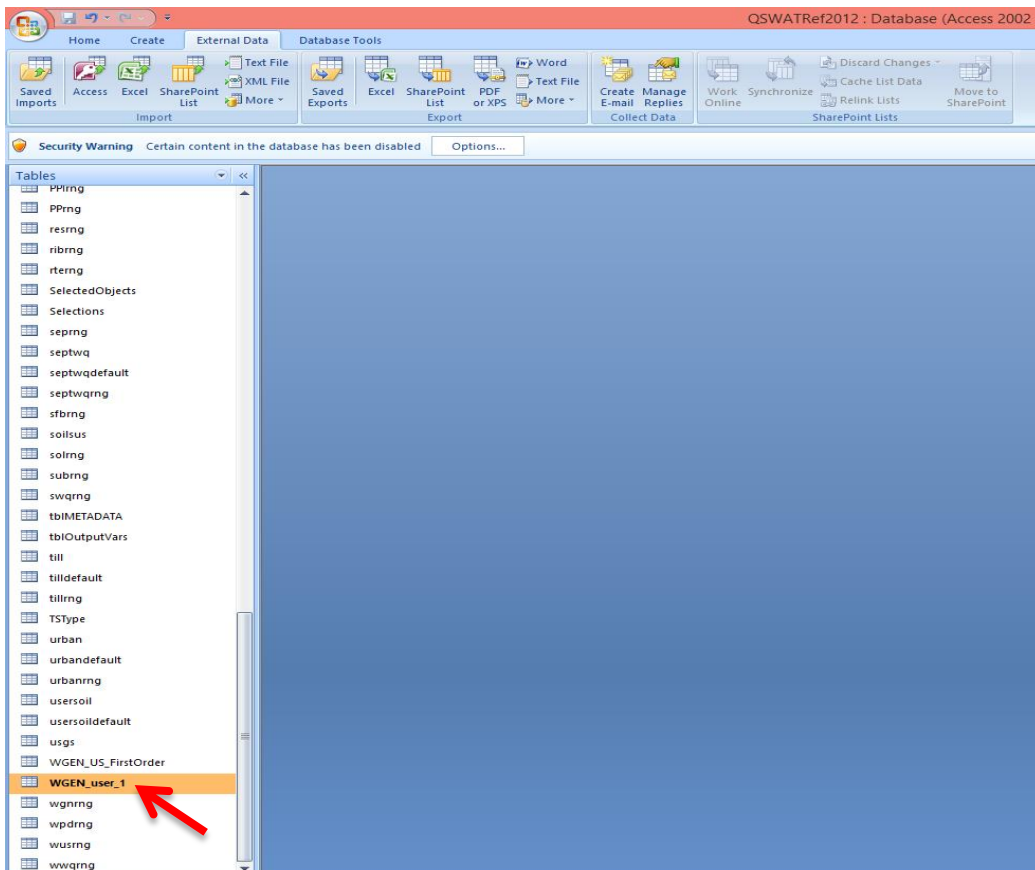 QSWATRef2012 : Database (Access 2002
Home Create External Data Database Tools
Saved Imports
Access
Excel
SharePoint List
Text File
XML File
More
Import
Saved Exports
Excel
SharePoint List
PDF or XPS
Word
Text File
More
Export
Create E-mail
Manage Replies
Collect Data
Work Online
Synchronize
Discard Changes
Cache List Data
Relink Lists
Move to SharePoint
SharePoint Lists
Security Warning Certain content in the database has been disabled Options...
Tables
PPIrng
PPrng
resrng
ribrng
rterng
SelectedObjects
Selections
seprng
septwq
septwqdefault
septwqrng
sfbrng
soilsus
solrng
subrng
swqrng
tblMETADATA
tblOutputVars
till
tilldefault
tillrng
TSType
urban
urbandefault
urbanrng
usersoil
usersoildefault
usgs
WGEN_US_FirstOrder
WGEN_user_1
wgnrng
wpdrng
wusrng
wwqrng